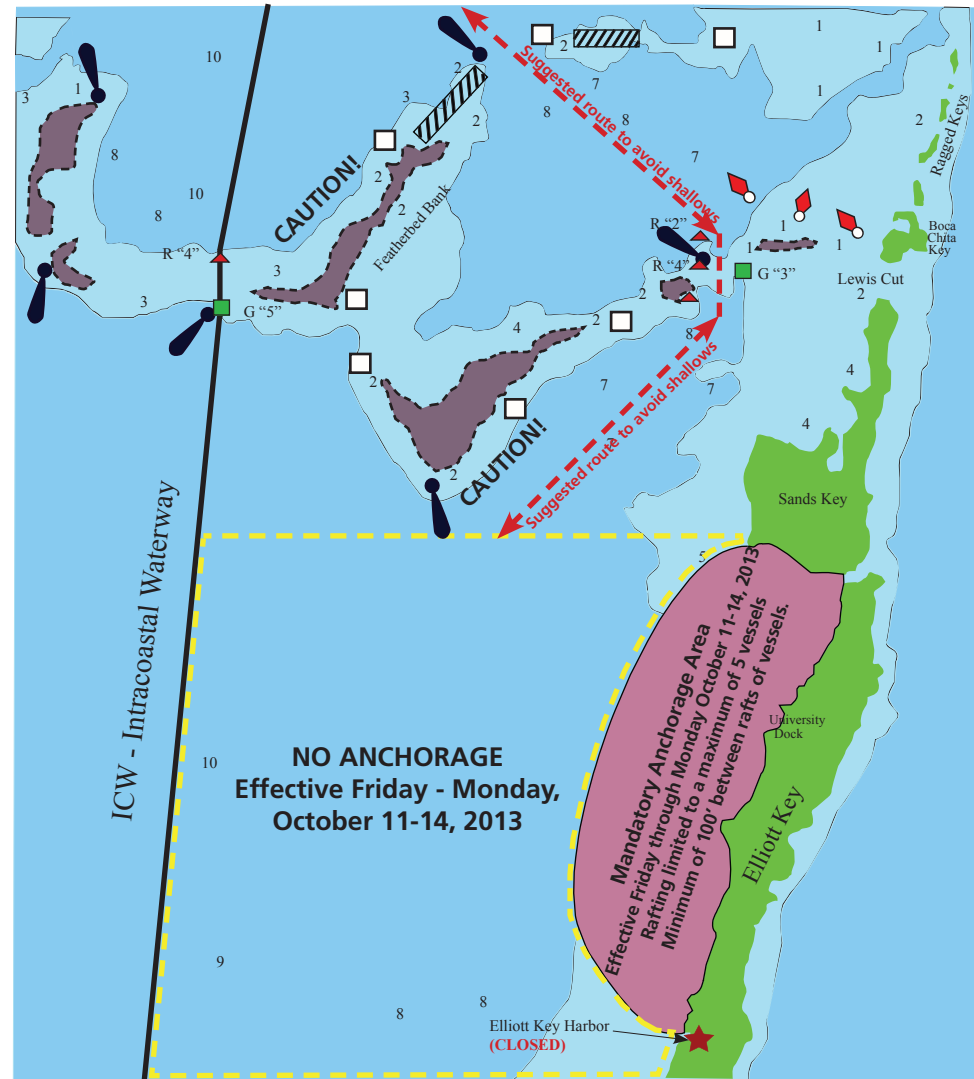 10
2
1
1
Suggested route to avoid shallows
3
1
2
3
7
1
2
8
8
8
2
Ragged Keys
7
2
10
CAUTION!
2
8
Featherbed Bank
R “2”
1
1
1
Boca
Chita
Key
R “4”
R “4”
G “3”
Lewis Cut
3
3
G “5”
2
2
2
4
8
Suggested route to avoid shallows
2
7
7
4
4
CAUTION!
2
Sands Key
ICW - Intracoastal Waterway
5
Mandatory Anchorage Area
Effective Friday through Monday October 11-14, 2013
Rafting limited to a maximum of 5 vessels
Minimum of 100’ between rafts of vessels.
University
Dock
Elliott Key
10
NO ANCHORAGE
Effective Friday - Monday,
October 11-14, 2013
9
8
8
Elliott Key Harbor
(CLOSED)